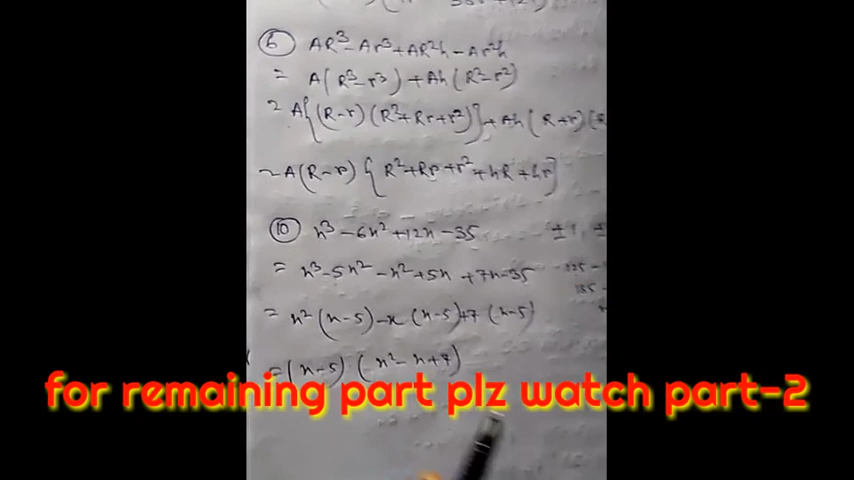 6 AR³-Ar³+AR²h-Ar²h
= A(R³-r³)+Ah(R²-r²)
= A{(R-r)(R²+Rr+r²)}+Ah(R+r)(R
= A(R-r){R²+Rr+r²+hR+hr}
10 x³-6x²+12x-35
= x³-5x²-x²+5x+7x-35
= x²(x-5)-x(x-5)+7(x-5)
=(x-5)(x²-x+7)
for remaining part plz watch part-2